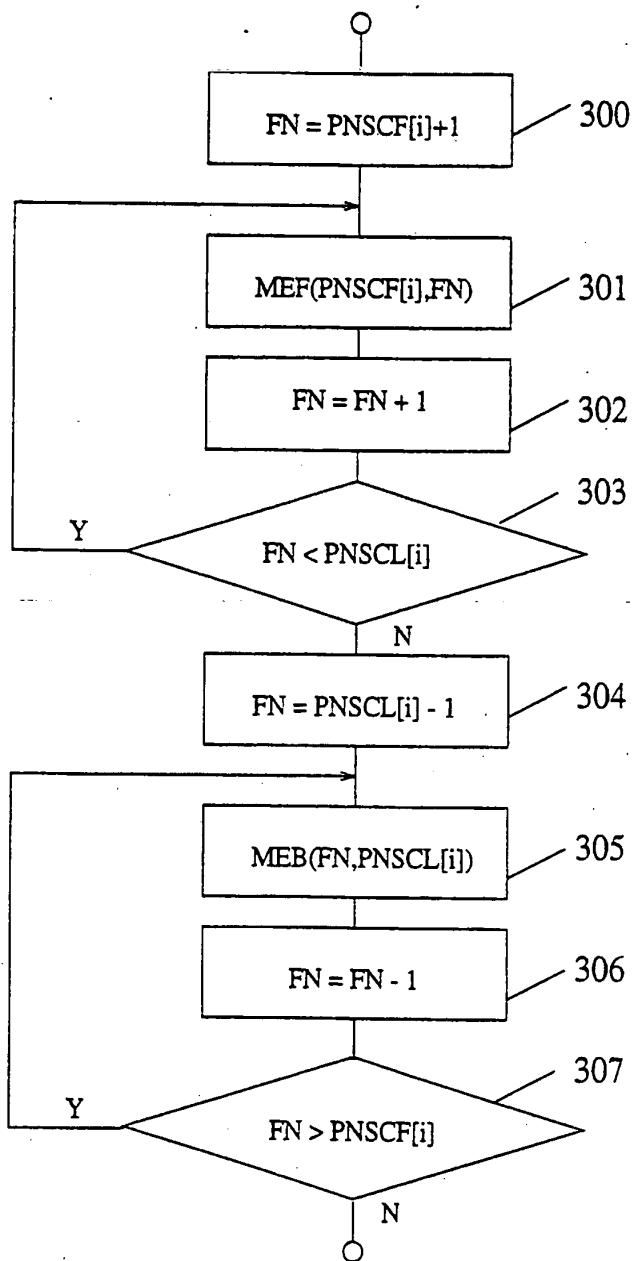 FN = PNSCF[i]+1
300
MEF(PNSCF[i],FN)
301
FN = FN + 1
302
303
FN < PNSCL[i]
Y
N
FN = PNSCL[i] - 1
304
MEB(FN,PNSCL[i])
305
FN = FN - 1
306
307
FN > PNSCF[i]
Y
N